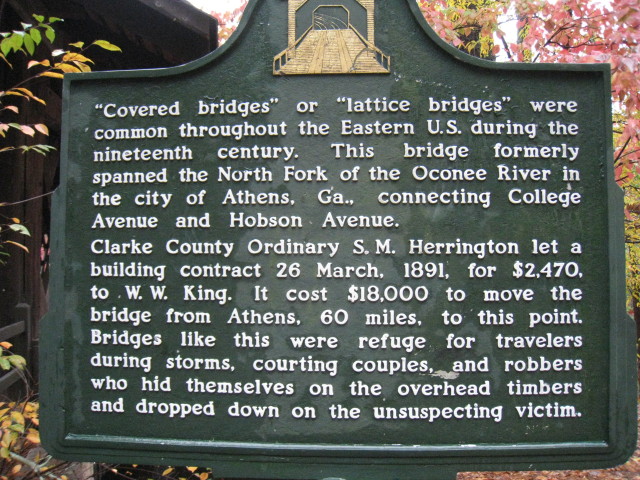 “Covered bridges” or “lattice bridges” were
common throughout the Eastern U.S. during the
nineteenth century. This bridge formerly
spanned the North Fork of the Oconee River in
the city of Athens, Ga., connecting College
Avenue and Hobson Avenue.
Clarke County Ordinary S. M. Herrington let a
building contract 26 March, 1891, for $2,470,
to W. W. King. It cost $18,000 to move the
bridge from Athens, 60 miles, to this point.
Bridges like this were refuge for travelers
during storms, courting couples, and robbers
who hid themselves on the overhead timbers
and dropped down on the unsuspecting victim.